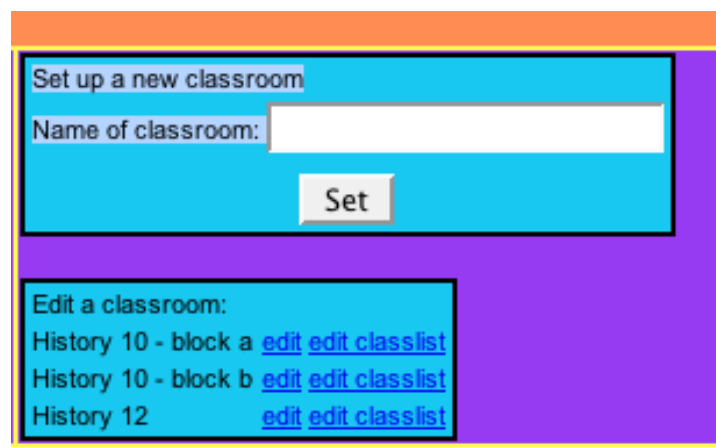 Set up a new classroom
Name of classroom:
Set
Edit a classroom:
History 10 - block a edit edit classlist
History 10 - block b edit edit classlist
History 12 edit edit classlist